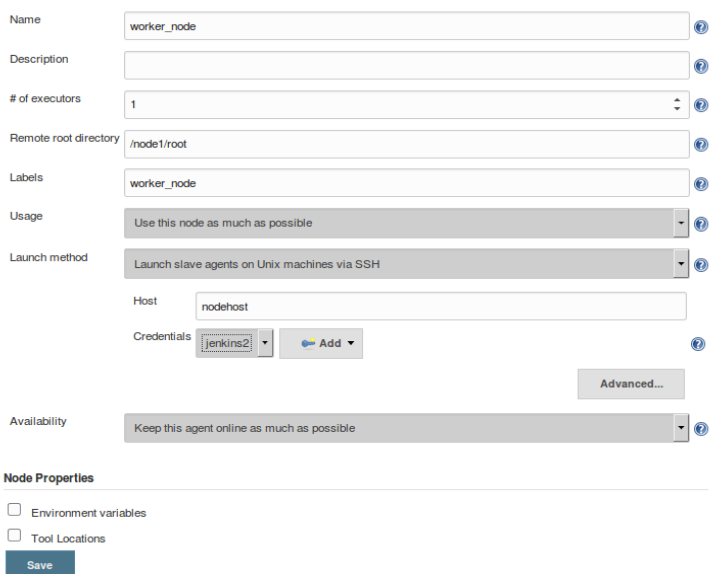 Name worker_node
Description
# of executors 1
Remote root directory /node1/root
Labels worker_node
Usage Use this node as much as possible
Launch method Launch slave agents on Unix machines via SSH
Host nodehost
Credentials jenkins2 Add
Advanced...
Availability Keep this agent online as much as possible
Node Properties
Environment variables
Tool Locations
Save